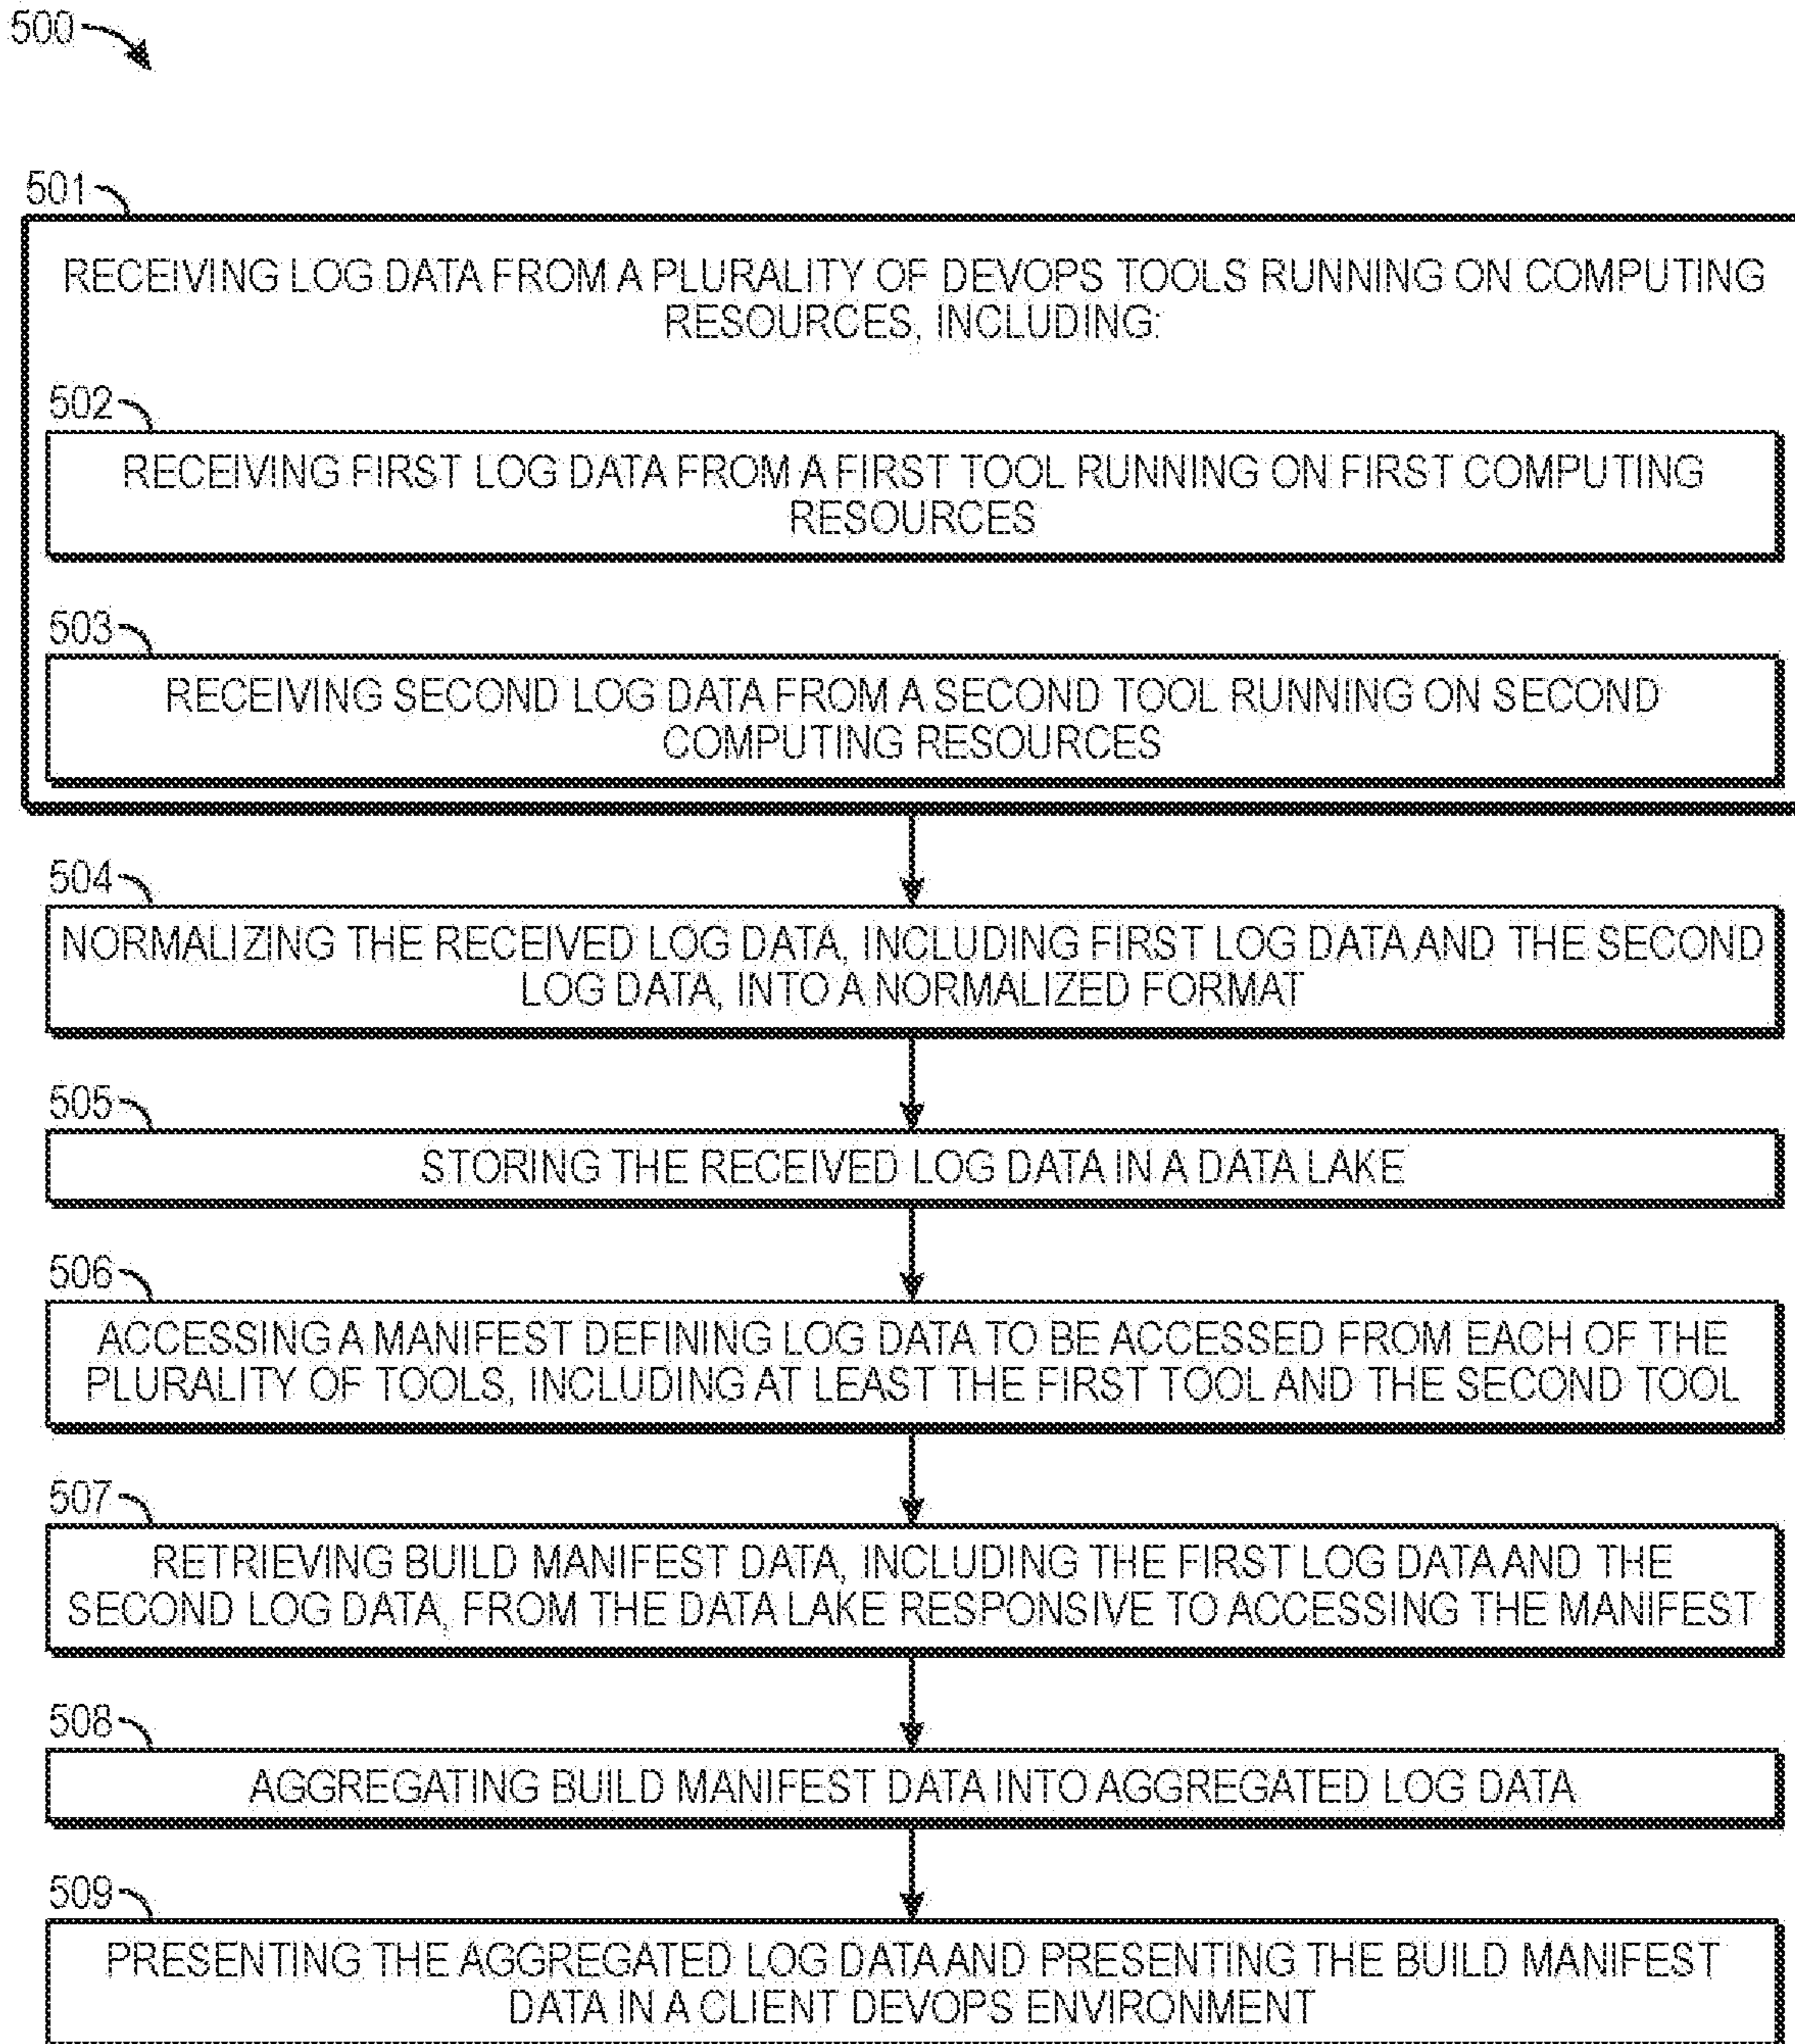 500
501
RECEIVING LOG DATA FROM A PLURALITY OF DEVOPS TOOLS RUNNING ON COMPUTING
RESOURCES, INCLUDING:
502
RECEIVING FIRST LOG DATA FROM A FIRST TOOL RUNNING ON FIRST COMPUTING
RESOURCES
503
RECEIVING SECOND LOG DATA FROM A SECOND TOOL RUNNING ON SECOND
COMPUTING RESOURCES
504
NORMALIZING THE RECEIVED LOG DATA, INCLUDING FIRST LOG DATA AND THE SECOND
LOG DATA, INTO A NORMALIZED FORMAT
505
STORING THE RECEIVED LOG DATA IN A DATA LAKE
506
ACCESSING A MANIFEST DEFINING LOG DATA TO BE ACCESSED FROM EACH OF THE
PLURALITY OF TOOLS, INCLUDING AT LEAST THE FIRST TOOL AND THE SECOND TOOL
507
RETRIEVING BUILD MANIFEST DATA, INCLUDING THE FIRST LOG DATA AND THE
SECOND LOG DATA, FROM THE DATA LAKE RESPONSIVE TO ACCESSING THE MANIFEST
508
AGGREGATING BUILD MANIFEST DATA INTO AGGREGATED LOG DATA
509
PRESENTING THE AGGREGATED LOG DATA AND PRESENTING THE BUILD MANIFEST
DATA IN A CLIENT DEVOPS ENVIRONMENT